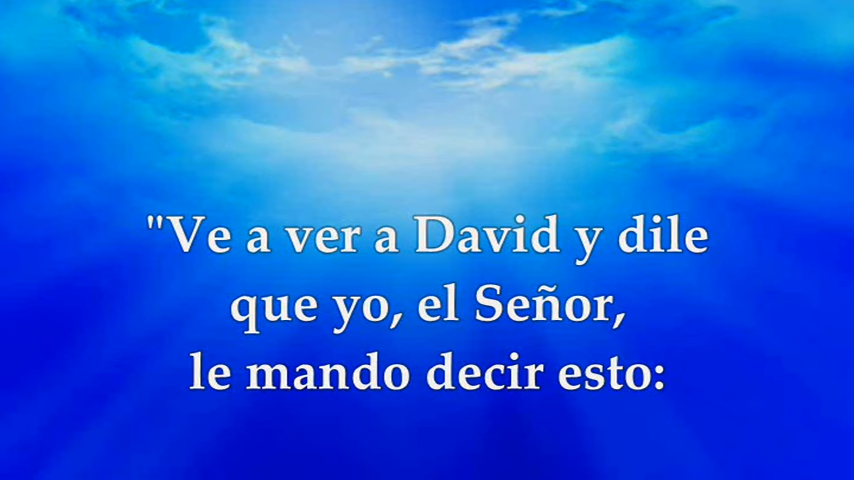 "Ve a ver a David y dile
que yo, el Señor,
le mando decir esto: